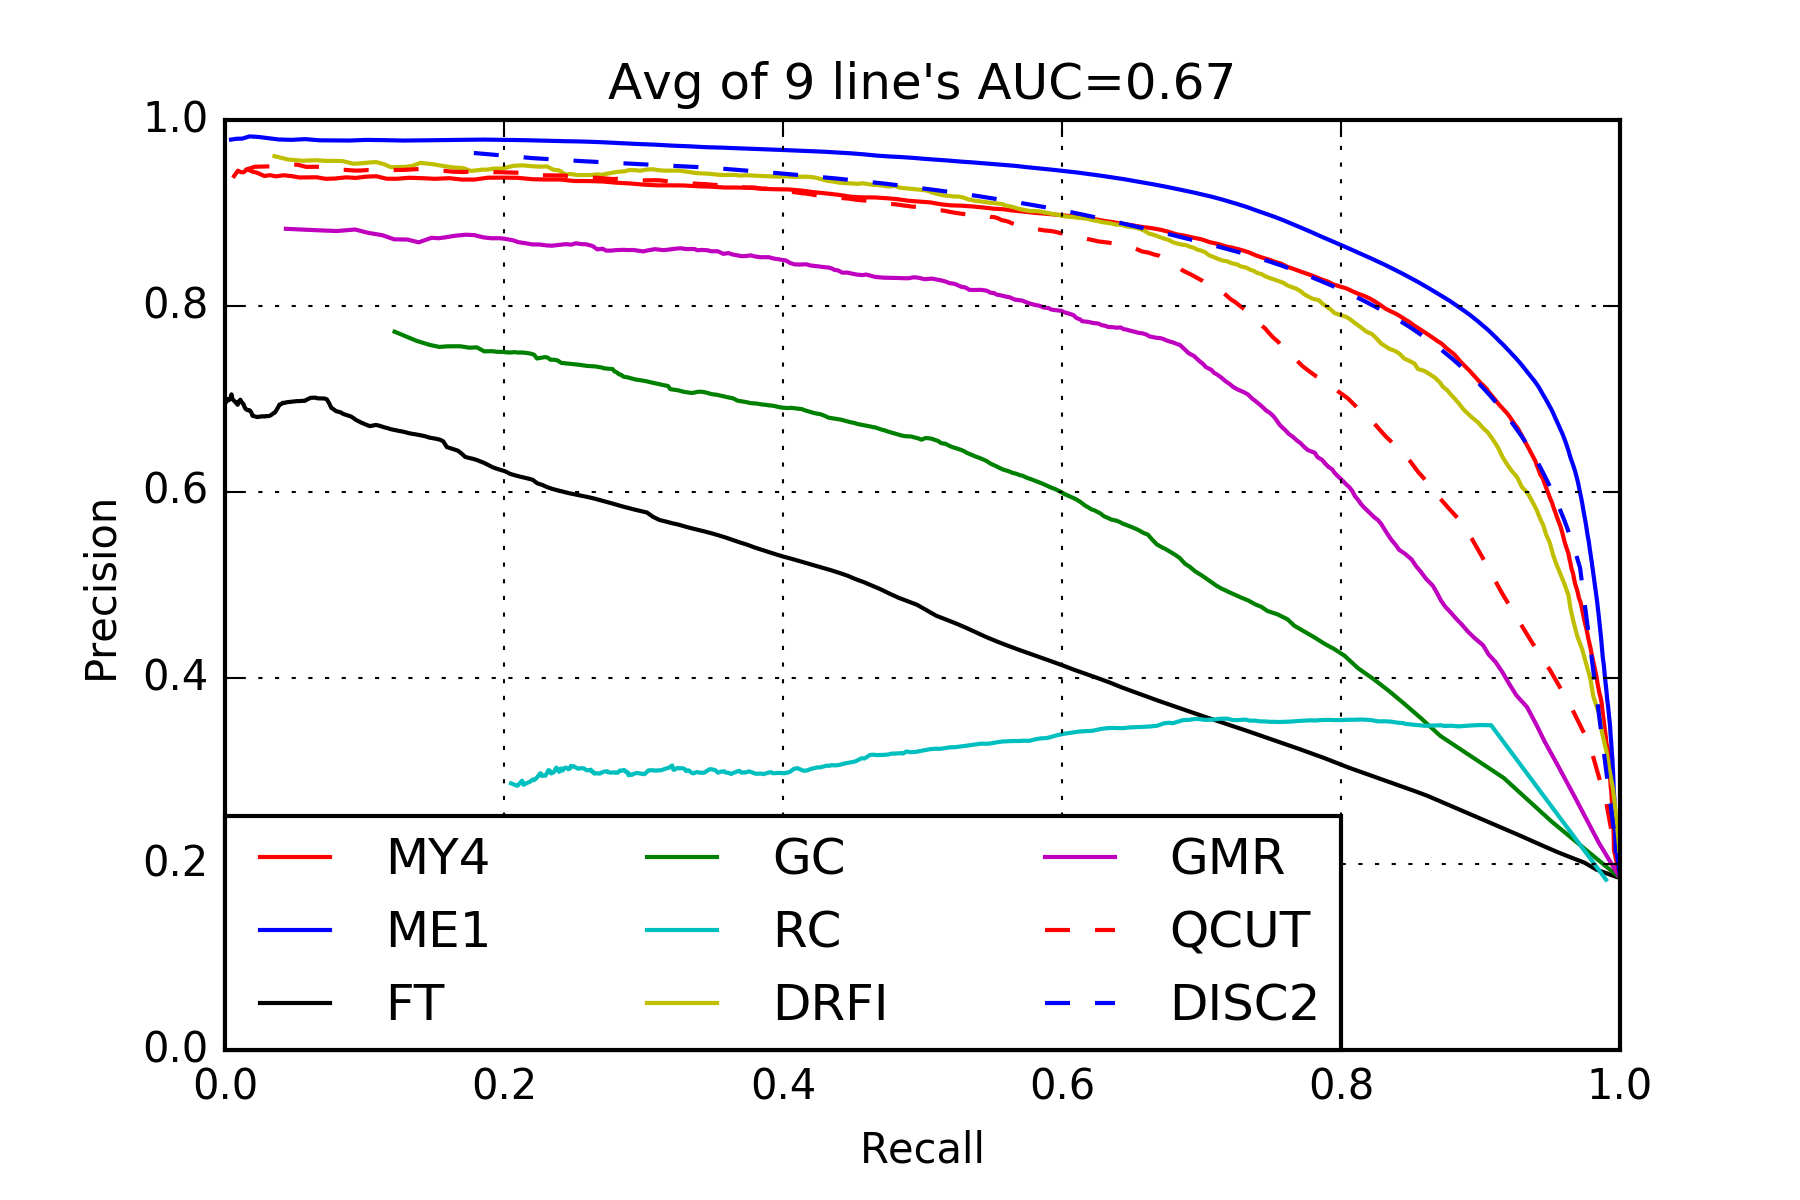 Avg of 9 line's AUC=0.67
1.0
0.8
0.6
0.4
0.2
0.0
Precision
MY4 GC GMR
ME1 RC QCUT
FT DRFI DISC2
0.0 0.2 0.4 0.6 0.8 1.0
Recall